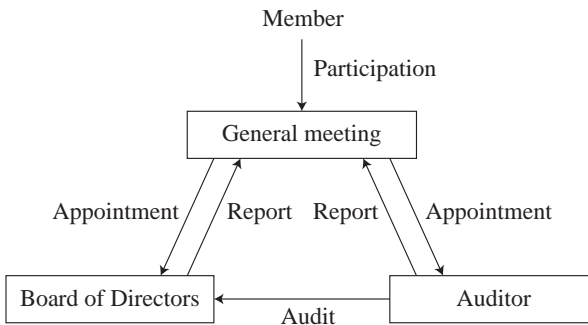 Member
Participation
General meeting
Appointment
Report
Report
Appointment
Board of Directors
Audit
Auditor